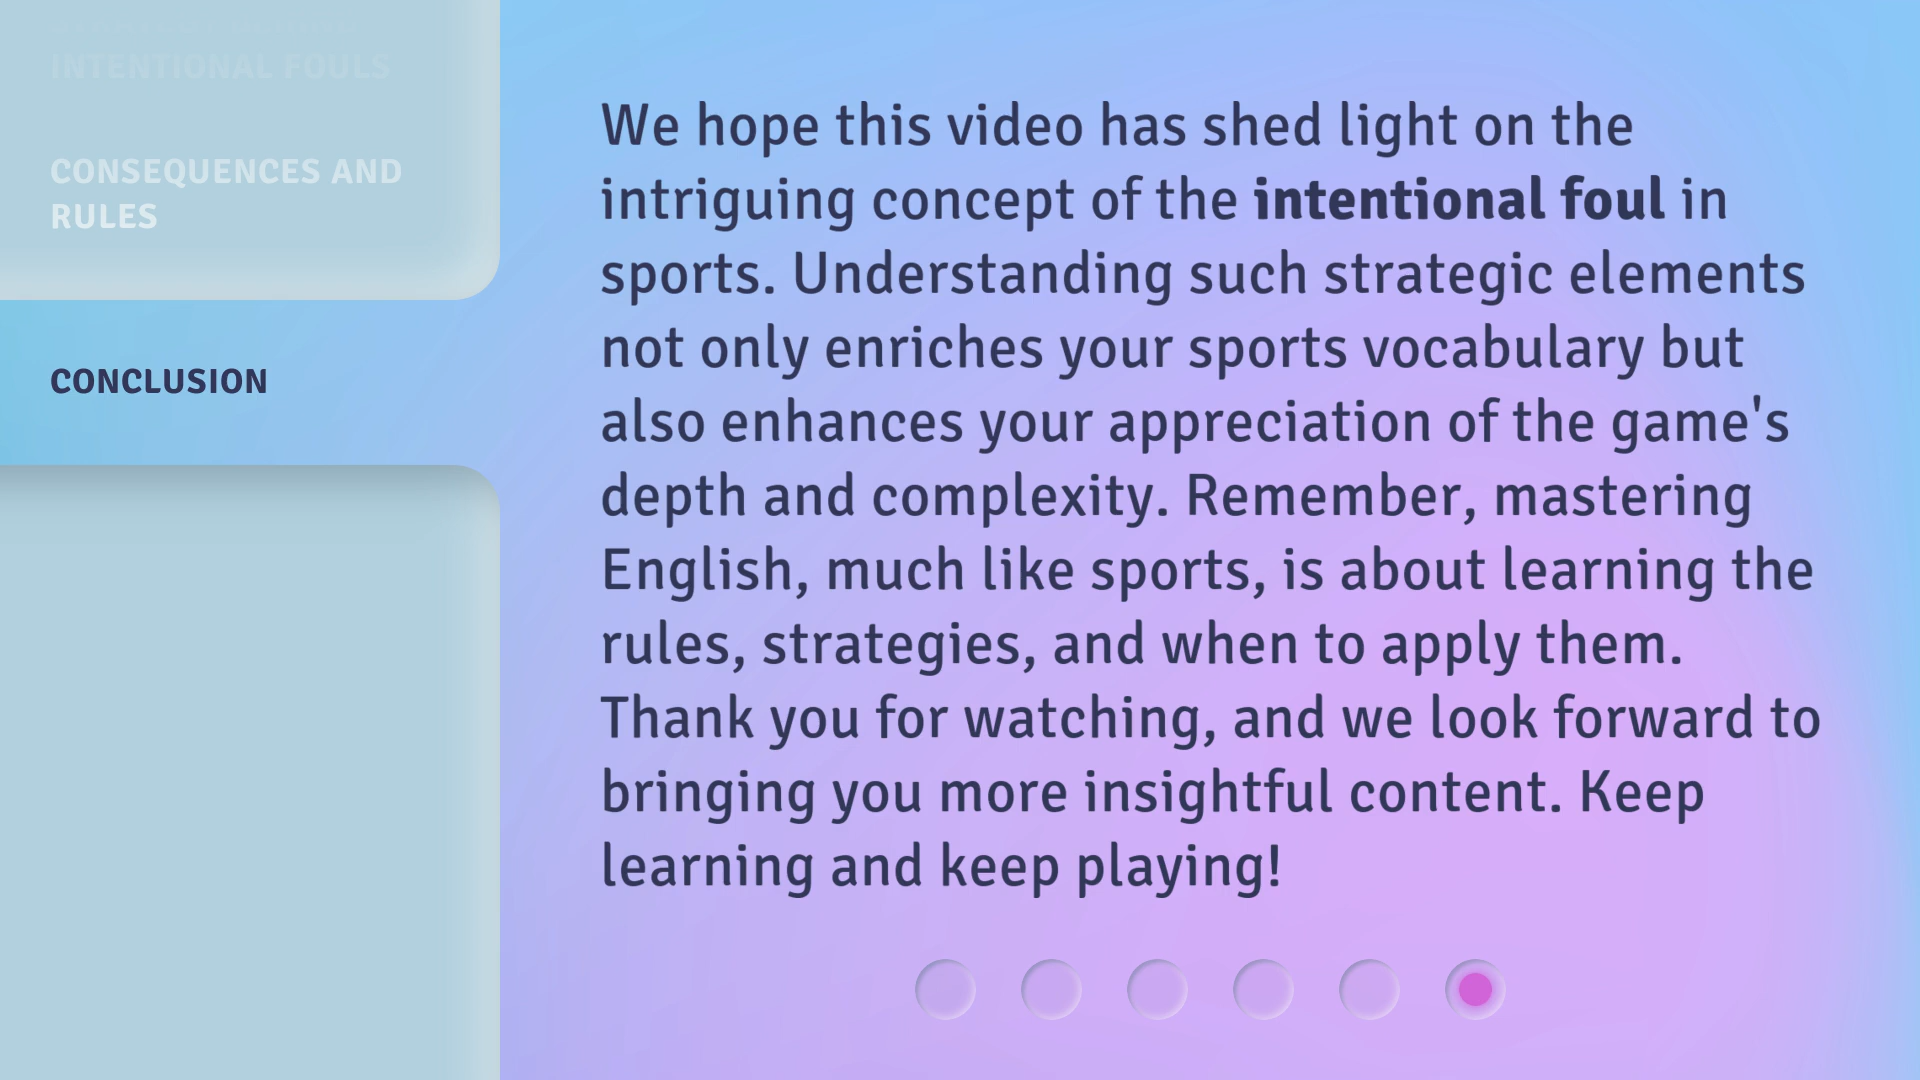 INTENTIONAL FOULS
CONSEQUENCES AND
RULES
CONCLUSION
We hope this video has shed light on the
intriguing concept of the intentional foul in
sports. Understanding such strategic elements
not only enriches your sports vocabulary but
also enhances your appreciation of the game's
depth and complexity. Remember, mastering
English, much like sports, is about learning the
rules, strategies, and when to apply them.
Thank you for watching, and we look forward to
bringing you more insightful content. Keep
learning and keep playing!